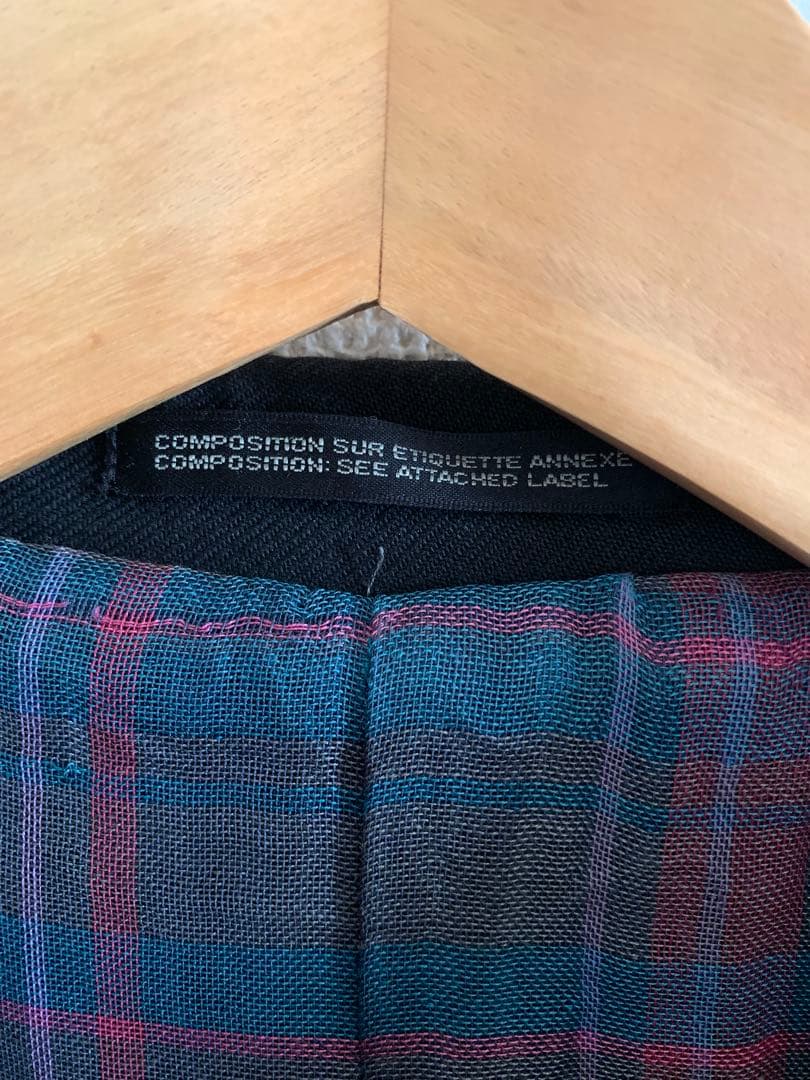 COMPOSITION SUR ETIQUETTE ANNEXE
COMPOSITION: SEE ATTACHED LABEL